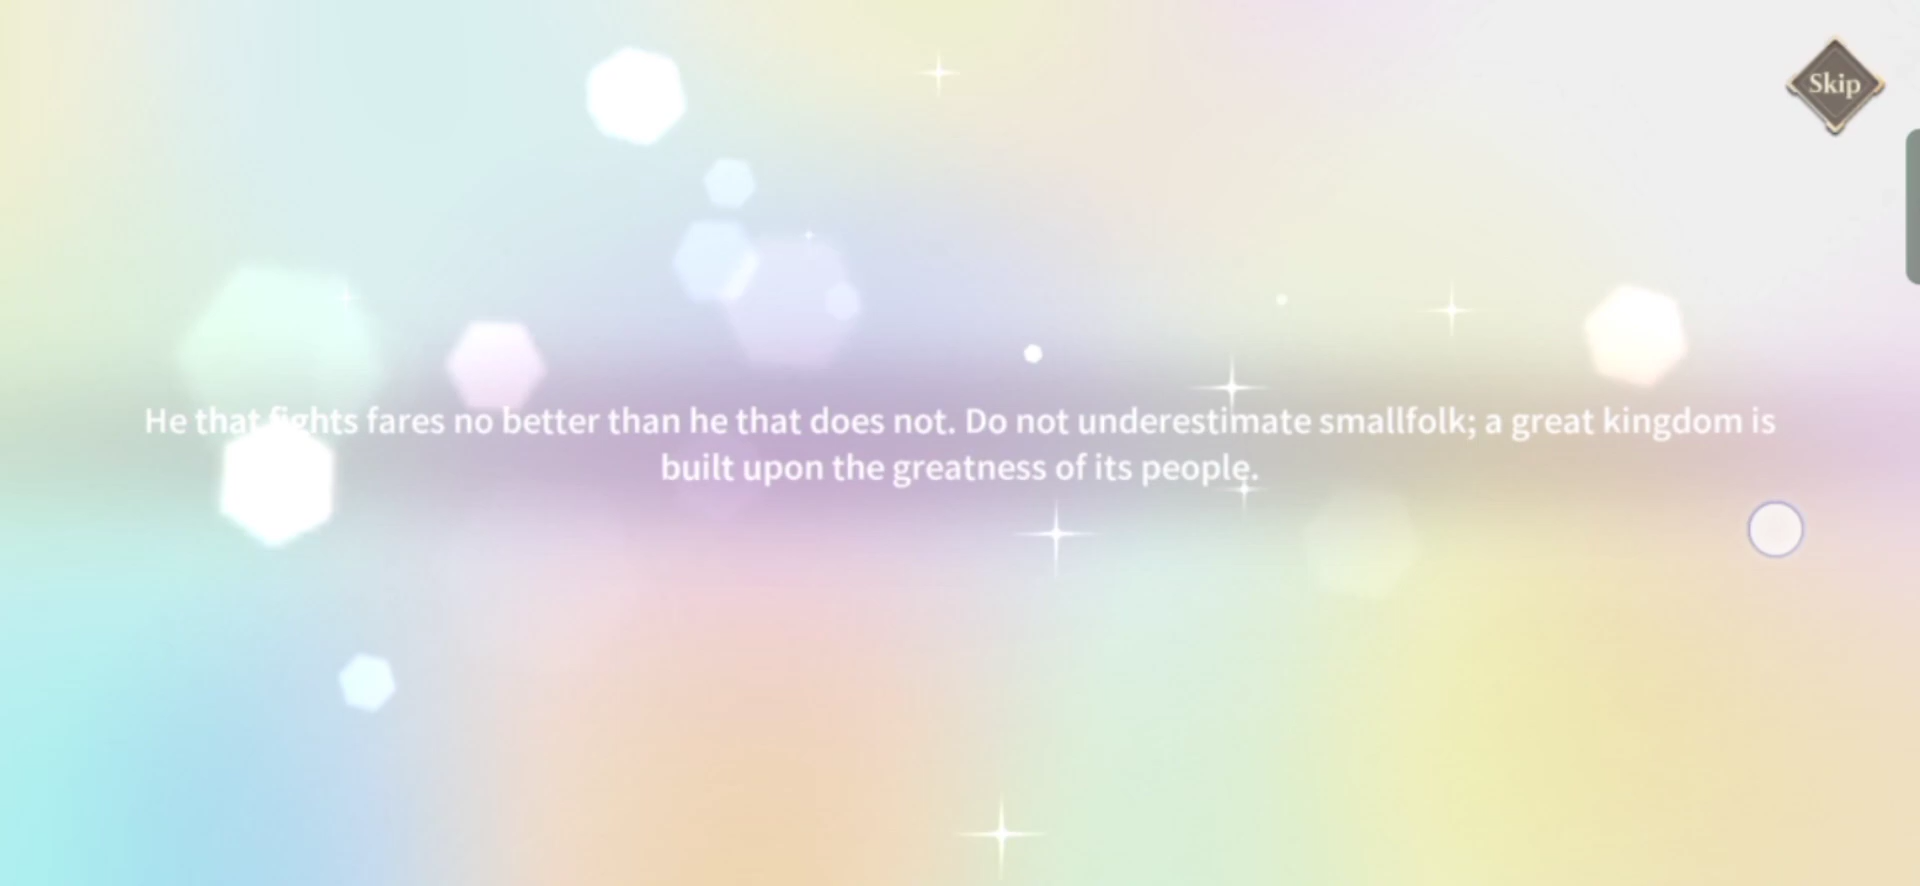 Skip
He that fights fares no better than he that does not. Do not underestimate smallfolk; a great kingdom is
built upon the greatness of its people.